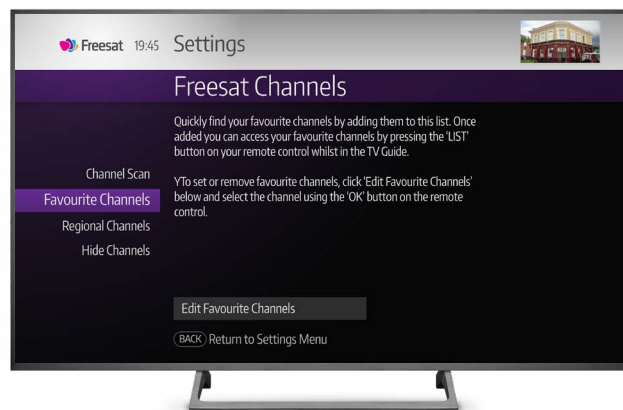 Freesat 19:45 Settings
Freesat Channels
Quickly find your favourite channels by adding them to this list. Once
added you can access your favourite channels by pressing the 'LIST'
button on your remote control whilst in the TV Guide.
YTo set or remove favourite channels, click 'Edit Favourite Channels'
below and select the channel using the 'OK' button on the remote
control.
Channel Scan
Favourite Channels
Regional Channels
Hide Channels
Edit Favourite Channels
BACK Return to Settings Menu